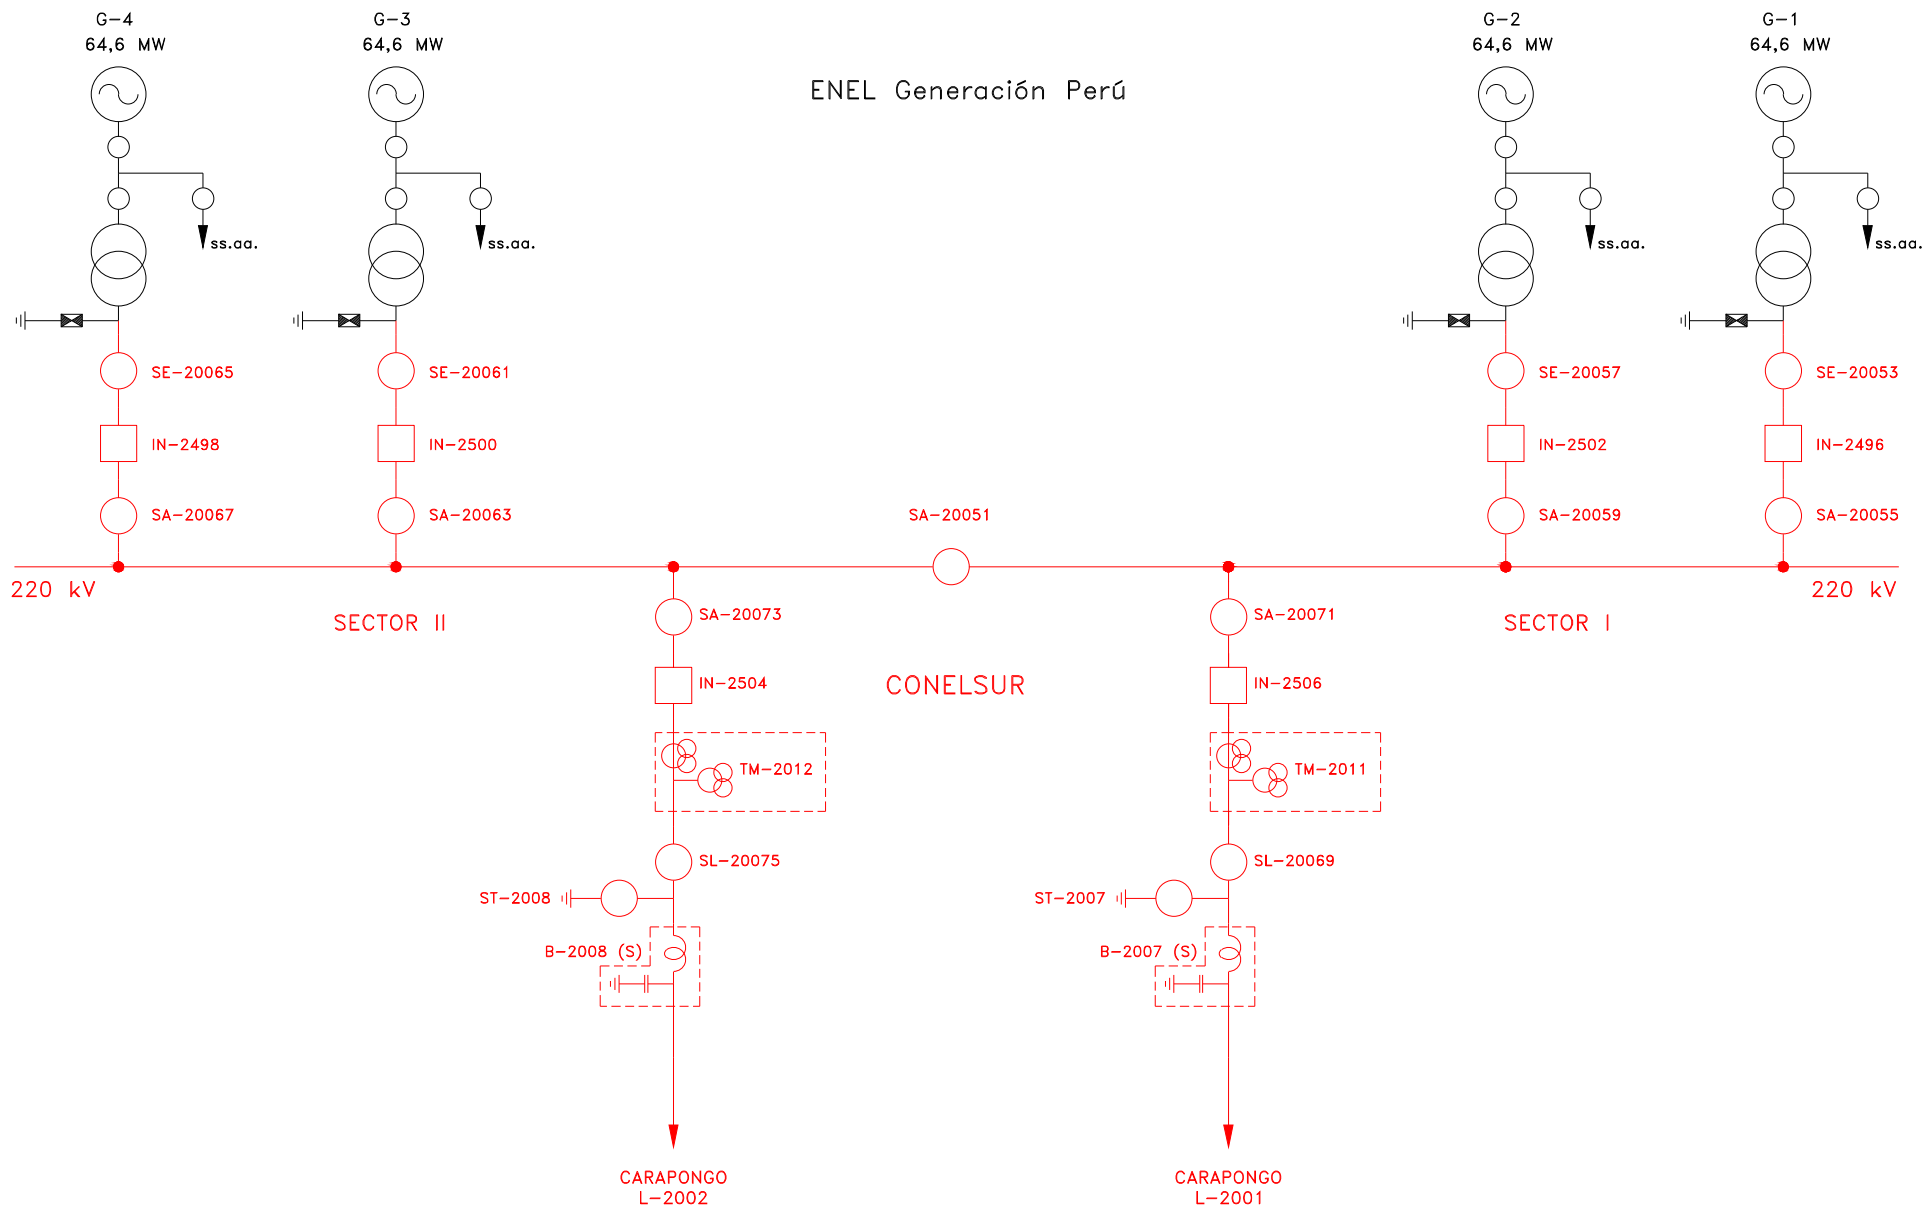 G-4
64,6 MW
G-3
64,6 MW
G-2
64,6 MW
G-1
64,6 MW
ENEL Generación Perú
ss.aa.
ss.aa.
ss.aa.
ss.aa.
SE-20065
SE-20061
SE-20057
SE-20053
IN-2498
IN-2500
IN-2502
IN-2496
SA-20067
SA-20063
SA-20051
SA-20059
SA-20055
220 kV
220 kV
SECTOR II
SECTOR I
SA-20073
SA-20071
IN-2504
CONELSUR
IN-2506
TM-2012
TM-2011
SL-20075
SL-20069
ST-2008
ST-2007
B-2008 (S)
B-2007 (S)
CARAPONGO
L-2002
CARAPONGO
L-2001